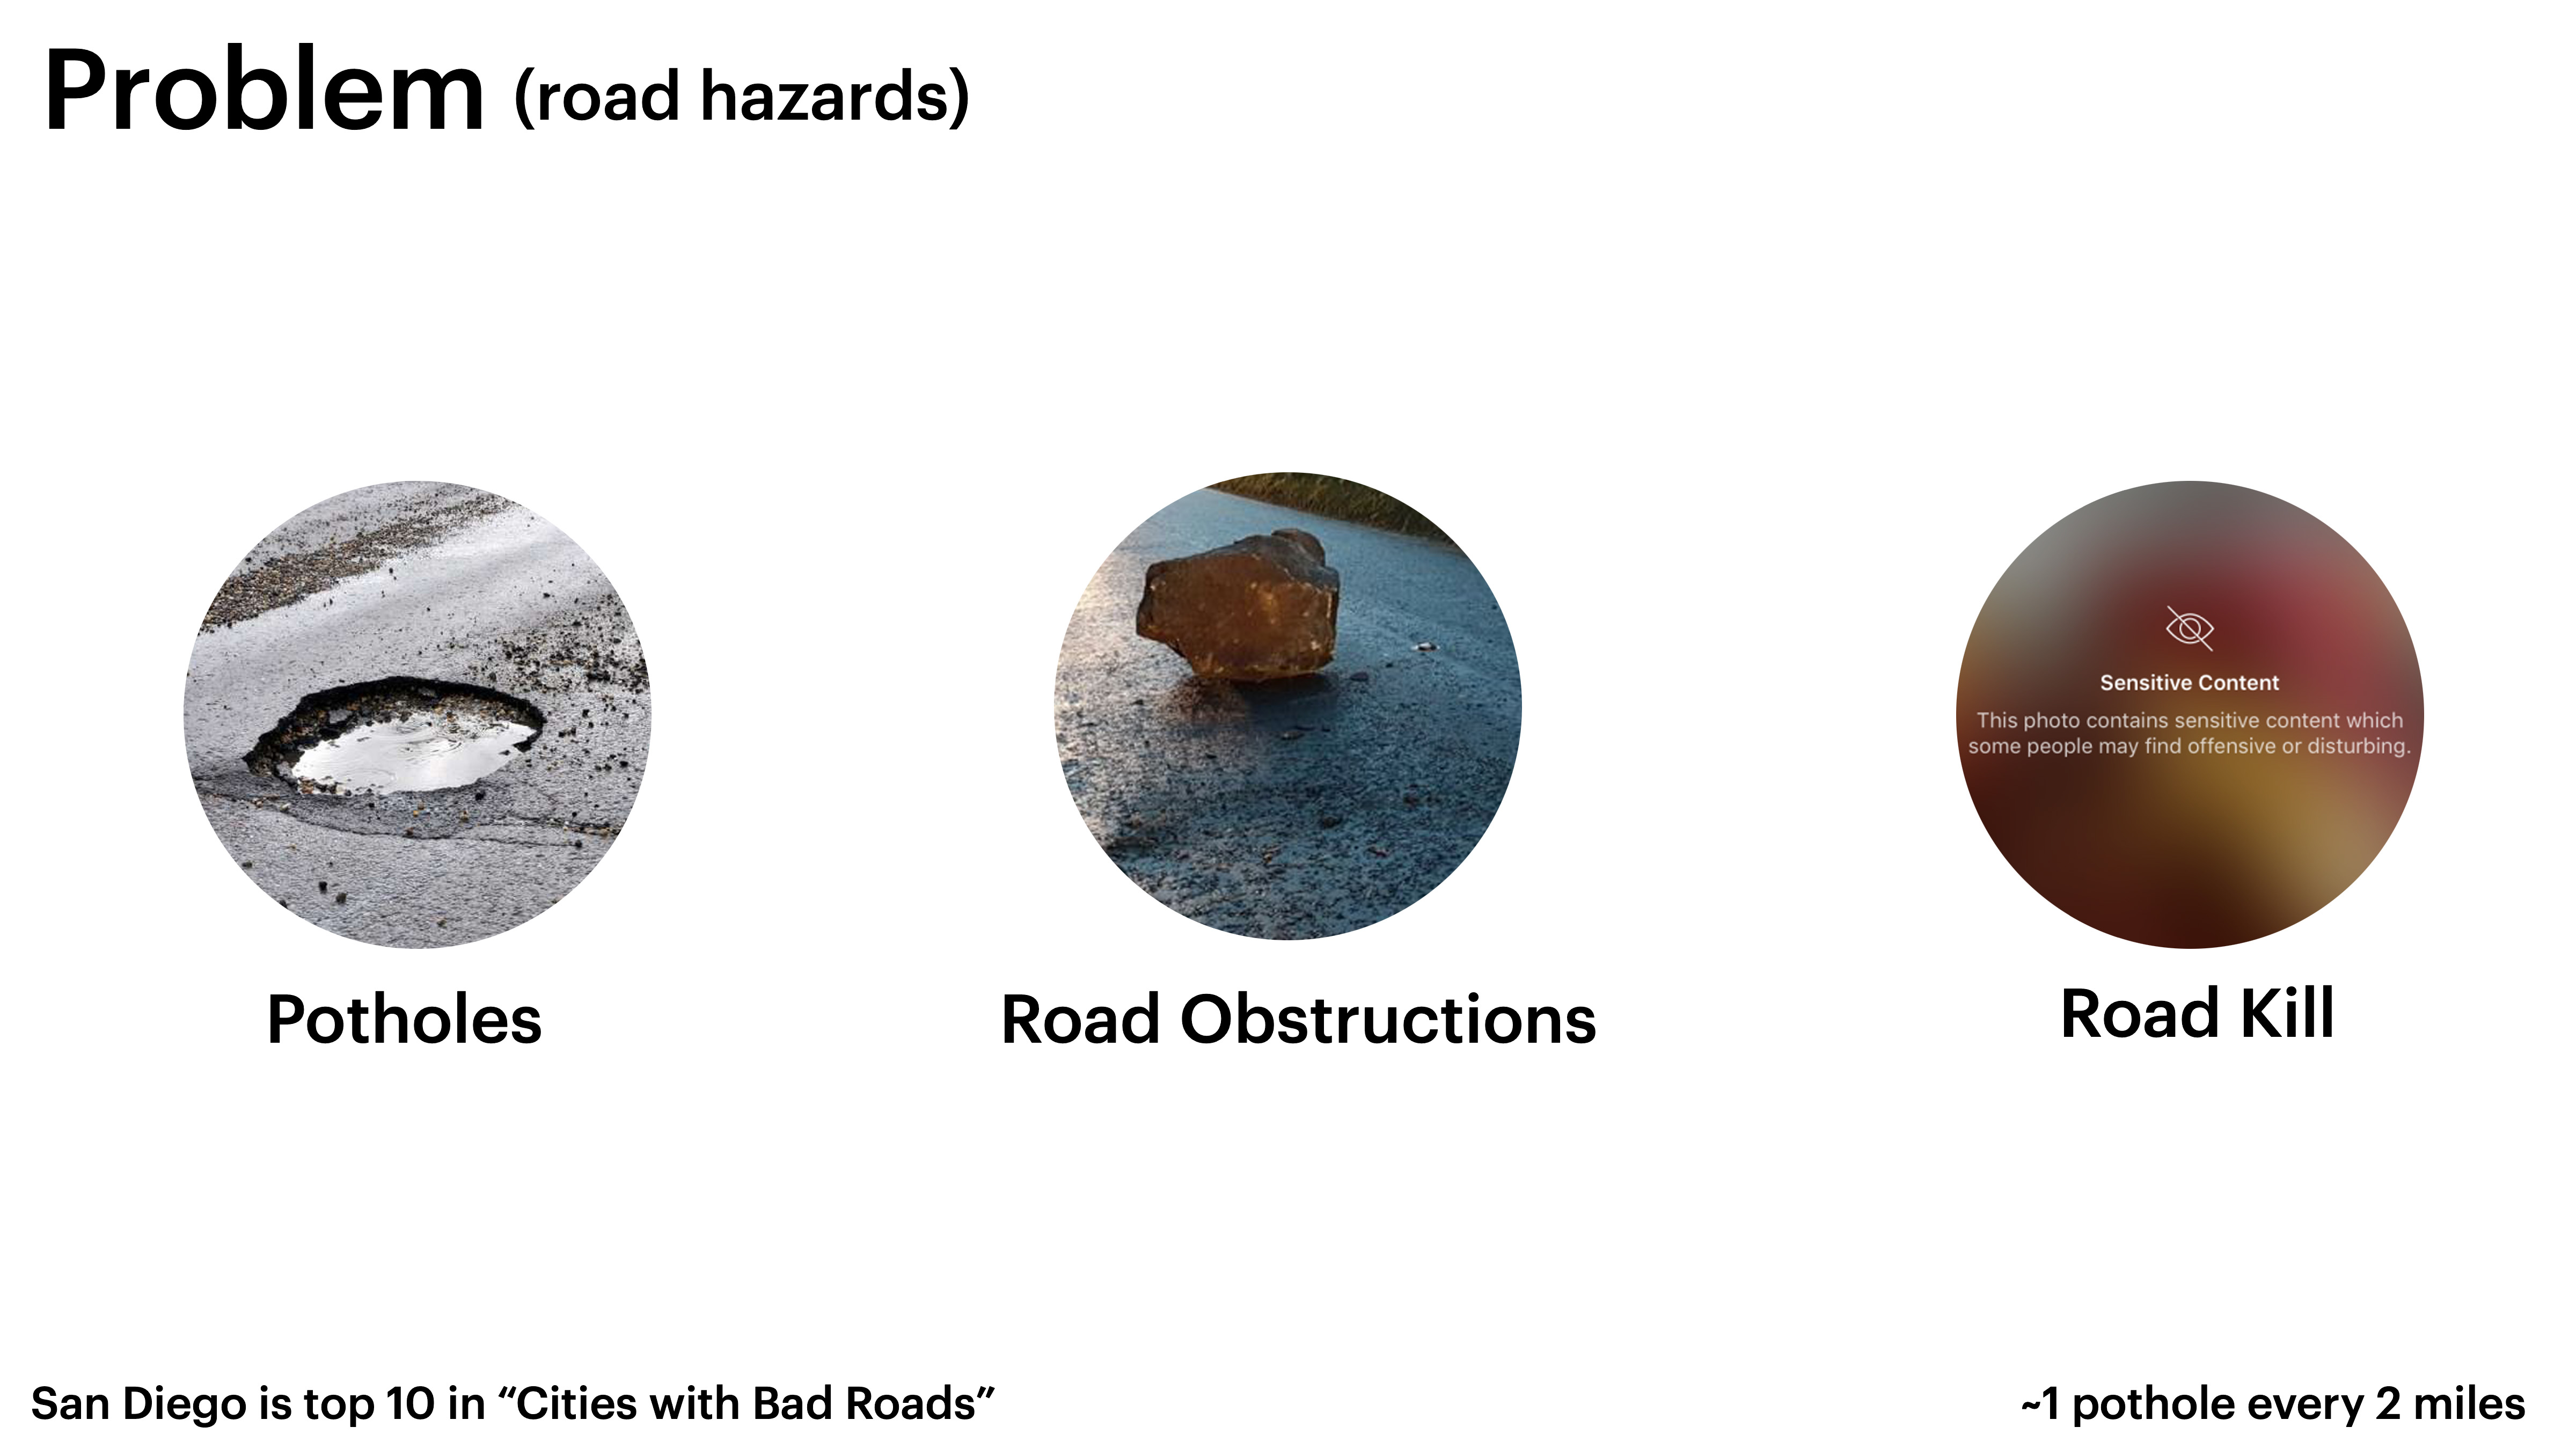 Problem (road hazards)
Sensitive Content
This photo contains sensitive content which
some people may find offensive or disturbing.
Potholes
Road Obstructions
Road Kill
San Diego is top 10 in “Cities with Bad Roads”
~1 pothole every 2 miles